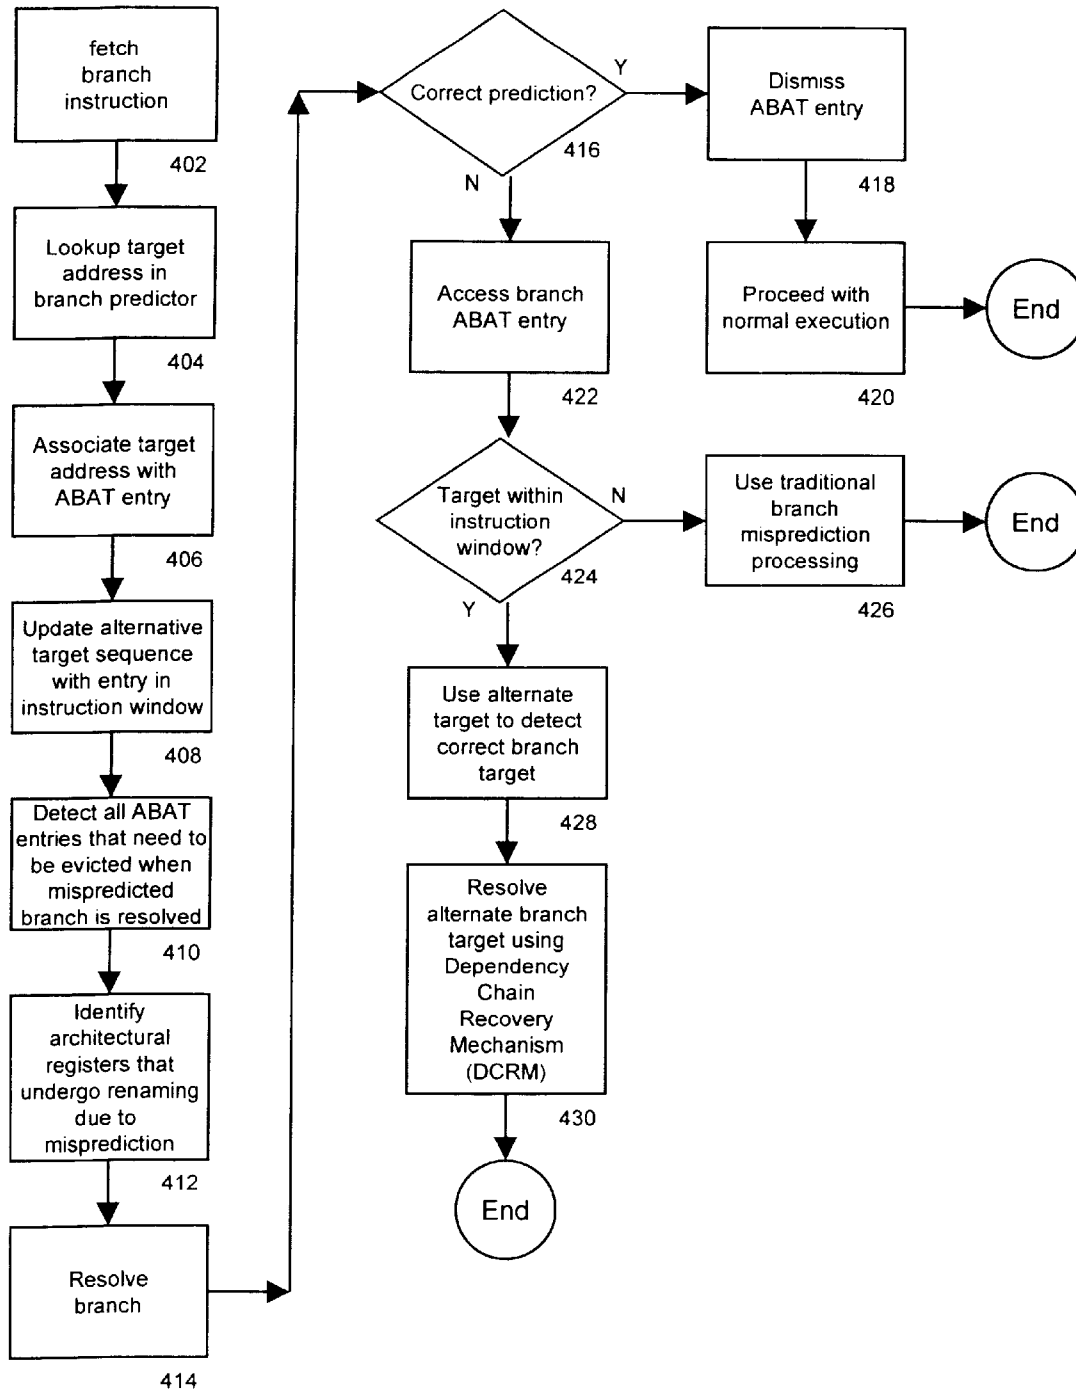 fetch
branch
instruction
402
Lookup target
address in
branch predictor
404
Associate target
address with
ABAT entry
406
Update alternative
target sequence
with entry in
instruction window
408
Detect all ABAT
entries that need to
be evicted when
mispredicted
branch is resolved
410
Identify
architectural
registers that
undergo renaming
due to
misprediction
412
Resolve
branch
414
Correct prediction?
416
Y
N
Dismiss
ABAT entry
418
Proceed with
normal execution
420
End
Access branch
ABAT entry
422
Target within
instruction
window?
424
N
Y
Use traditional
branch
misprediction
processing
426
End
Use alternate
target to detect
correct branch
target
428
Resolve
alternate branch
target using
Dependency
Chain
Recovery
Mechanism
(DCRM)
430
End